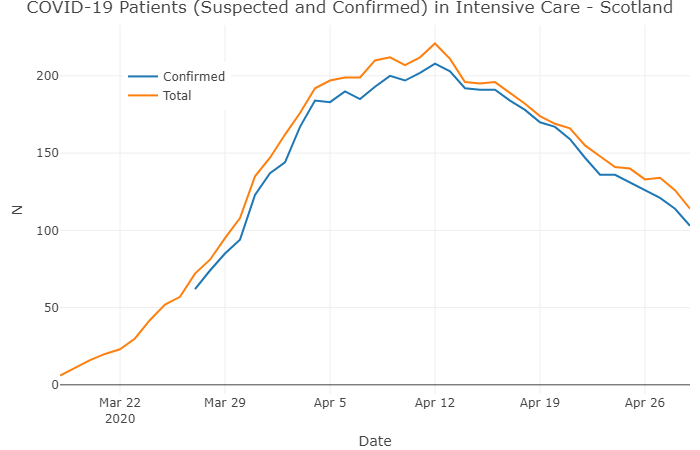 COVID-19 Patients (Suspected and Confirmed) in Intensive Care - Scotland
Confirmed
Total
200
150
100
50
0
N
Mar 22
2020
Mar 29
Apr 5
Apr 12
Apr 19
Apr 26
Date